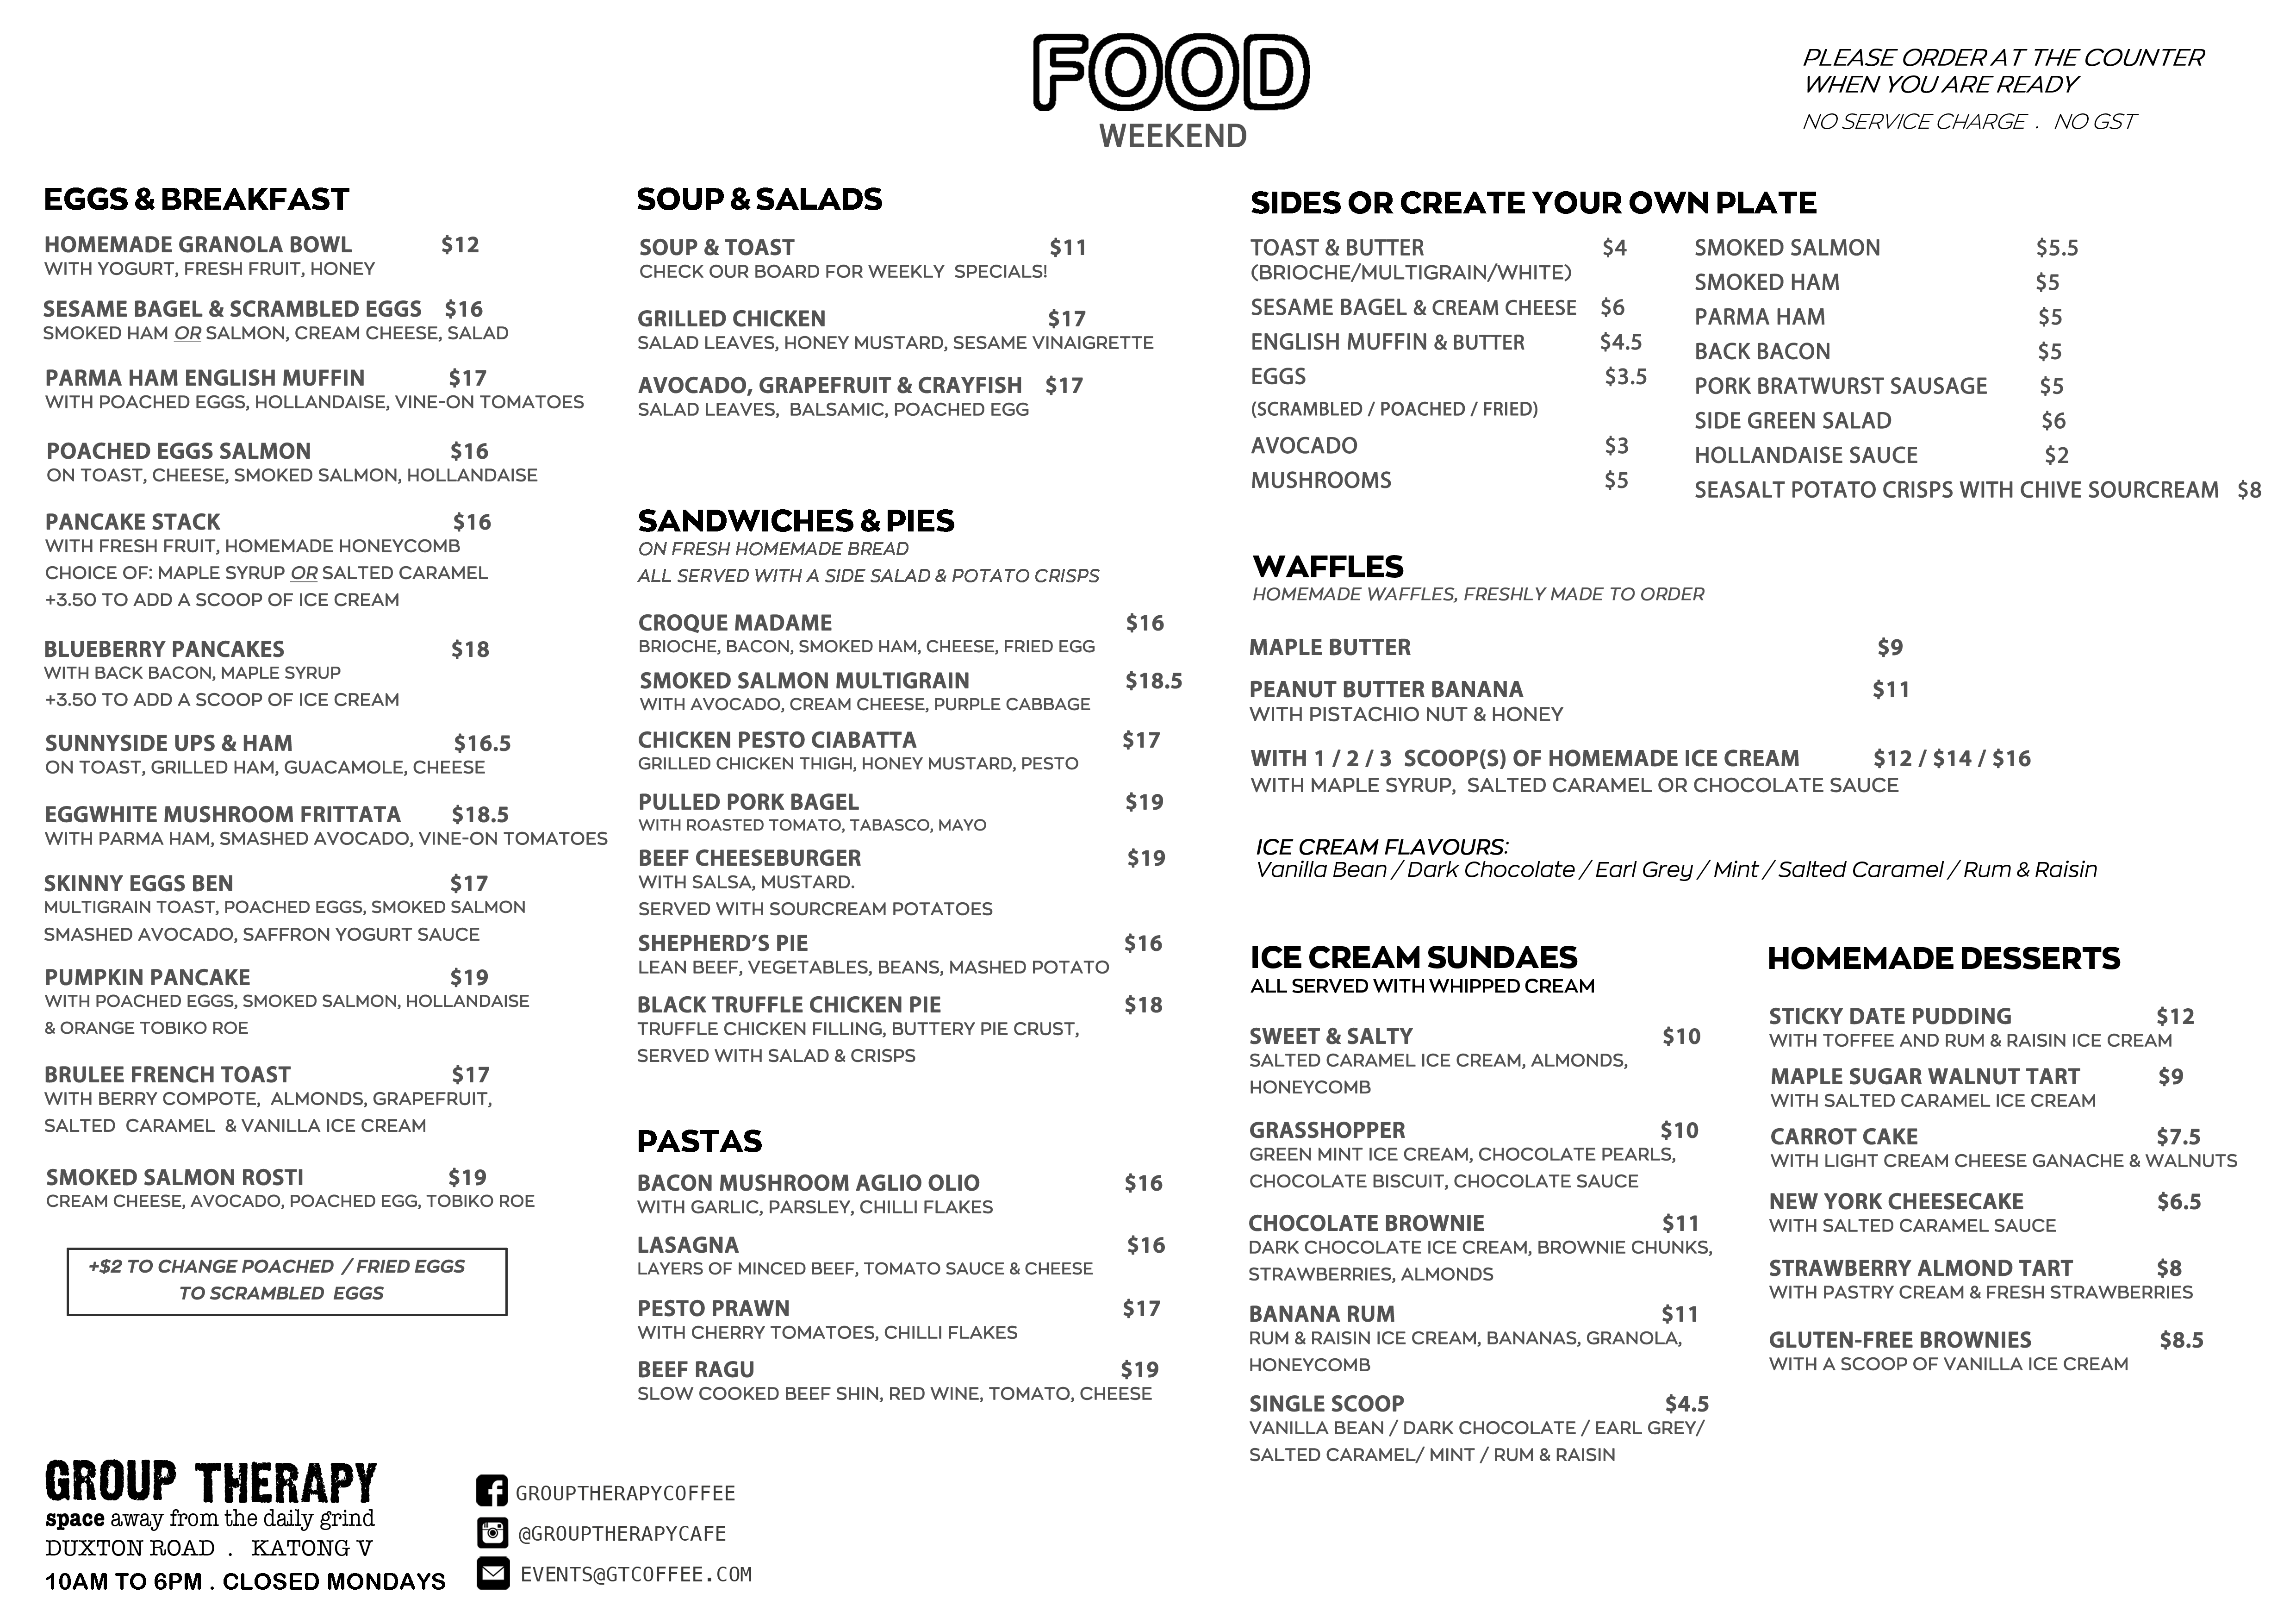 FOOD
WEEKEND
PLEASE ORDER AT THE COUNTER
WHEN YOU ARE READY
NO SERVICE CHARGE . NO GST
EGGS & BREAKFAST
HOMEMADE GRANOLA BOWL $12
WITH YOGURT, FRESH FRUIT, HONEY
SESAME BAGEL & SCRAMBLED EGGS $16
SMOKED HAM OR SALMON, CREAM CHEESE, SALAD
PARMA HAM ENGLISH MUFFIN $17
WITH POACHED EGGS, HOLLANDAISE, VINE-ON TOMATOES
POACHED EGGS SALMON $16
ON TOAST, CHEESE, SMOKED SALMON, HOLLANDAISE
PANCAKE STACK $16
WITH FRESH FRUIT, HOMEMADE HONEYCOMB
CHOICE OF: MAPLE SYRUP OR SALTED CARAMEL
+3.50 TO ADD A SCOOP OF ICE CREAM
BLUEBERRY PANCAKES $18
WITH BACK BACON, MAPLE SYRUP
+3.50 TO ADD A SCOOP OF ICE CREAM
SUNNYSIDE UPS & HAM $16.5
ON TOAST, GRILLED HAM, GUACAMOLE, CHEESE
EGGWHITE MUSHROOM FRITTATA $18.5
WITH PARMA HAM, SMASHED AVOCADO, VINE-ON TOMATOES
SKINNY EGGS BEN $17
MULTIGRAIN TOAST, POACHED EGGS, SMOKED SALMON
SMASHED AVOCADO, SAFFRON YOGURT SAUCE
PUMPKIN PANCAKE $19
WITH POACHED EGGS, SMOKED SALMON, HOLLANDAISE
& ORANGE TOBIKO ROE
BRULEE FRENCH TOAST $17
WITH BERRY COMPOTE, ALMONDS, GRAPEFRUIT,
SALTED CARAMEL & VANILLA ICE CREAM
SMOKED SALMON ROSTI $19
CREAM CHEESE, AVOCADO, POACHED EGG, TOBIKO ROE
+$2 TO CHANGE POACHED / FRIED EGGS
TO SCRAMBLED EGGS
SOUP & SALADS
SOUP & TOAST $11
CHECK OUR BOARD FOR WEEKLY SPECIALS!
GRILLED CHICKEN $17
SALAD LEAVES, HONEY MUSTARD, SESAME VINAIGRETTE
AVOCADO, GRAPEFRUIT & CRAYFISH $17
SALAD LEAVES, BALSAMIC, POACHED EGG
SANDWICHES & PIES
ON FRESH HOMEMADE BREAD
ALL SERVED WITH A SIDE SALAD & POTATO CRISPS
CROQUE MADAME $16
BRIOCHE, BACON, SMOKED HAM, CHEESE, FRIED EGG
SMOKED SALMON MULTIGRAIN $18.5
WITH AVOCADO, CREAM CHEESE, PURPLE CABBAGE
CHICKEN PESTO CIABATTA $17
GRILLED CHICKEN THIGH, HONEY MUSTARD, PESTO
PULLED PORK BAGEL $19
WITH ROASTED TOMATO, TABASCO, MAYO
BEEF CHEESEBURGER $19
WITH SALSA, MUSTARD.
SERVED WITH SOURCREAM POTATOES
SHEPHERD'S PIE $16
LEAN BEEF, VEGETABLES, BEANS, MASHED POTATO
BLACK TRUFFLE CHICKEN PIE $18
TRUFFLE CHICKEN FILLING, BUTTERY PIE CRUST,
SERVED WITH SALAD & CRISPS
PASTAS
BACON MUSHROOM AGLIO OLIO $16
WITH GARLIC, PARSLEY, CHILLI FLAKES
LASAGNA $16
LAYERS OF MINCED BEEF, TOMATO SAUCE & CHEESE
PESTO PRAWN $17
WITH CHERRY TOMATOES, CHILLI FLAKES
BEEF RAGU $19
SLOW COOKED BEEF SHIN, RED WINE, TOMATO, CHEESE
SIDES OR CREATE YOUR OWN PLATE
TOAST & BUTTER $4
(BRIOCHE/MULTIGRAIN/WHITE)
SESAME BAGEL & CREAM CHEESE $6
ENGLISH MUFFIN & BUTTER $4.5
EGGS $3.5
(SCRAMBLED / POACHED / FRIED)
AVOCADO $3
MUSHROOMS $5
SMOKED SALMON $5.5
SMOKED HAM $5
PARMA HAM $5
BACK BACON $5
PORK BRATWURST SAUSAGE $5
SIDE GREEN SALAD $6
HOLLANDAISE SAUCE $2
SEASALT POTATO CRISPS WITH CHIVE SOURCREAM $8
WAFFLES
HOMEMADE WAFFLES, FRESHLY MADE TO ORDER
MAPLE BUTTER $9
PEANUT BUTTER BANANA $11
WITH PISTACHIO NUT & HONEY
WITH 1 / 2 / 3 SCOOP(S) OF HOMEMADE ICE CREAM $12 / $14 / $16
WITH MAPLE SYRUP, SALTED CARAMEL OR CHOCOLATE SAUCE
ICE CREAM FLAVOURS:
Vanilla Bean / Dark Chocolate / Earl Grey / Mint / Salted Caramel / Rum & Raisin
ICE CREAM SUNDAES
ALL SERVED WITH WHIPPED CREAM
SWEET & SALTY $10
SALTED CARAMEL ICE CREAM, ALMONDS,
HONEYCOMB
GRASSHOPPER $10
GREEN MINT ICE CREAM, CHOCOLATE PEARLS,
CHOCOLATE BISCUIT, CHOCOLATE SAUCE
CHOCOLATE BROWNIE $11
DARK CHOCOLATE ICE CREAM, BROWNIE CHUNKS,
STRAWBERRIES, ALMONDS
BANANA RUM $11
RUM & RAISIN ICE CREAM, BANANAS, GRANOLA,
HONEYCOMB
SINGLE SCOOP $4.5
VANILLA BEAN / DARK CHOCOLATE / EARL GREY/
SALTED CARAMEL/ MINT / RUM & RAISIN
HOMEMADE DESSERTS
STICKY DATE PUDDING $12
WITH TOFFEE AND RUM & RAISIN ICE CREAM
MAPLE SUGAR WALNUT TART $9
WITH SALTED CARAMEL ICE CREAM
CARROT CAKE $7.5
WITH LIGHT CREAM CHEESE GANACHE & WALNUTS
NEW YORK CHEESECAKE $6.5
WITH SALTED CARAMEL SAUCE
STRAWBERRY ALMOND TART $8
WITH PASTRY CREAM & FRESH STRAWBERRIES
GLUTEN-FREE BROWNIES $8.5
WITH A SCOOP OF VANILLA ICE CREAM
GROUP THERAPY
space away from the daily grind
DUXTON ROAD . KATONG V
10AM TO 6PM . CLOSED MONDAYS
GROUPTHERAPYCOFFEE
@GROUPTHERAPYCAFE
EVENTS@GTCOFFEE.COM